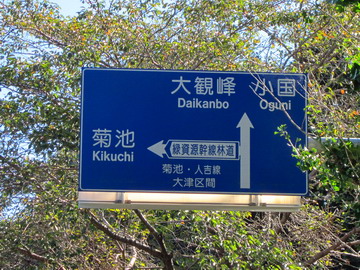 大観峰 小国
Daikanbo Oguni
菊池
Kikuchi
緑資源幹線林道
菊池・人吉線
大津区間